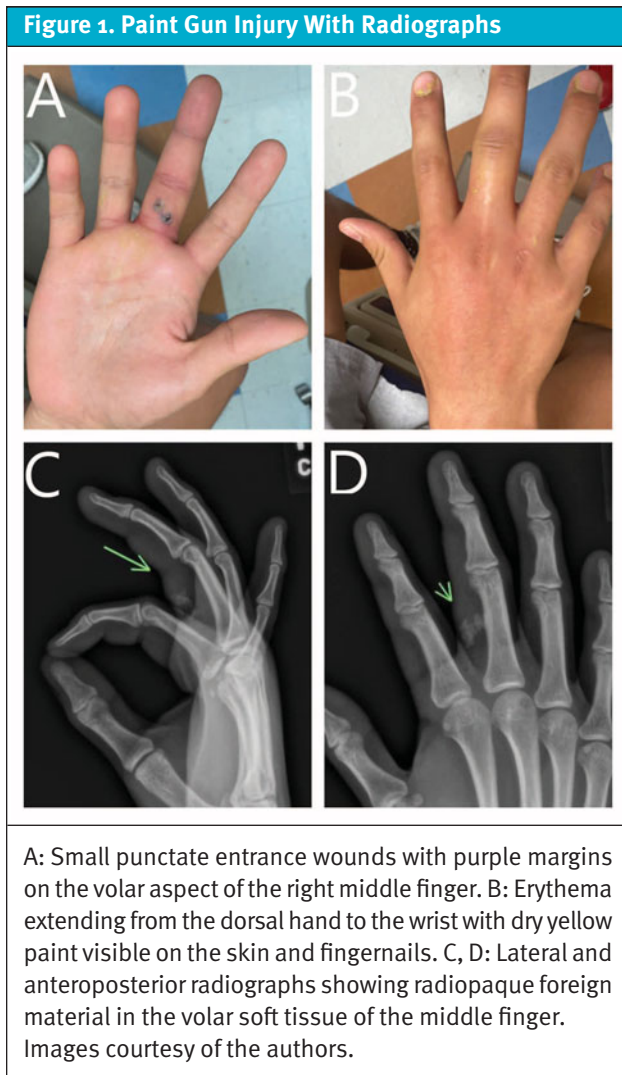 Figure 1. Paint Gun Injury With Radiographs
A
B
C
D
A: Small punctate entrance wounds with purple margins
on the volar aspect of the right middle finger. B: Erythema
extending from the dorsal hand to the wrist with dry yellow
paint visible on the skin and fingernails. C, D: Lateral and
anteroposterior radiographs showing radiopaque foreign
material in the volar soft tissue of the middle finger.
Images courtesy of the authors.